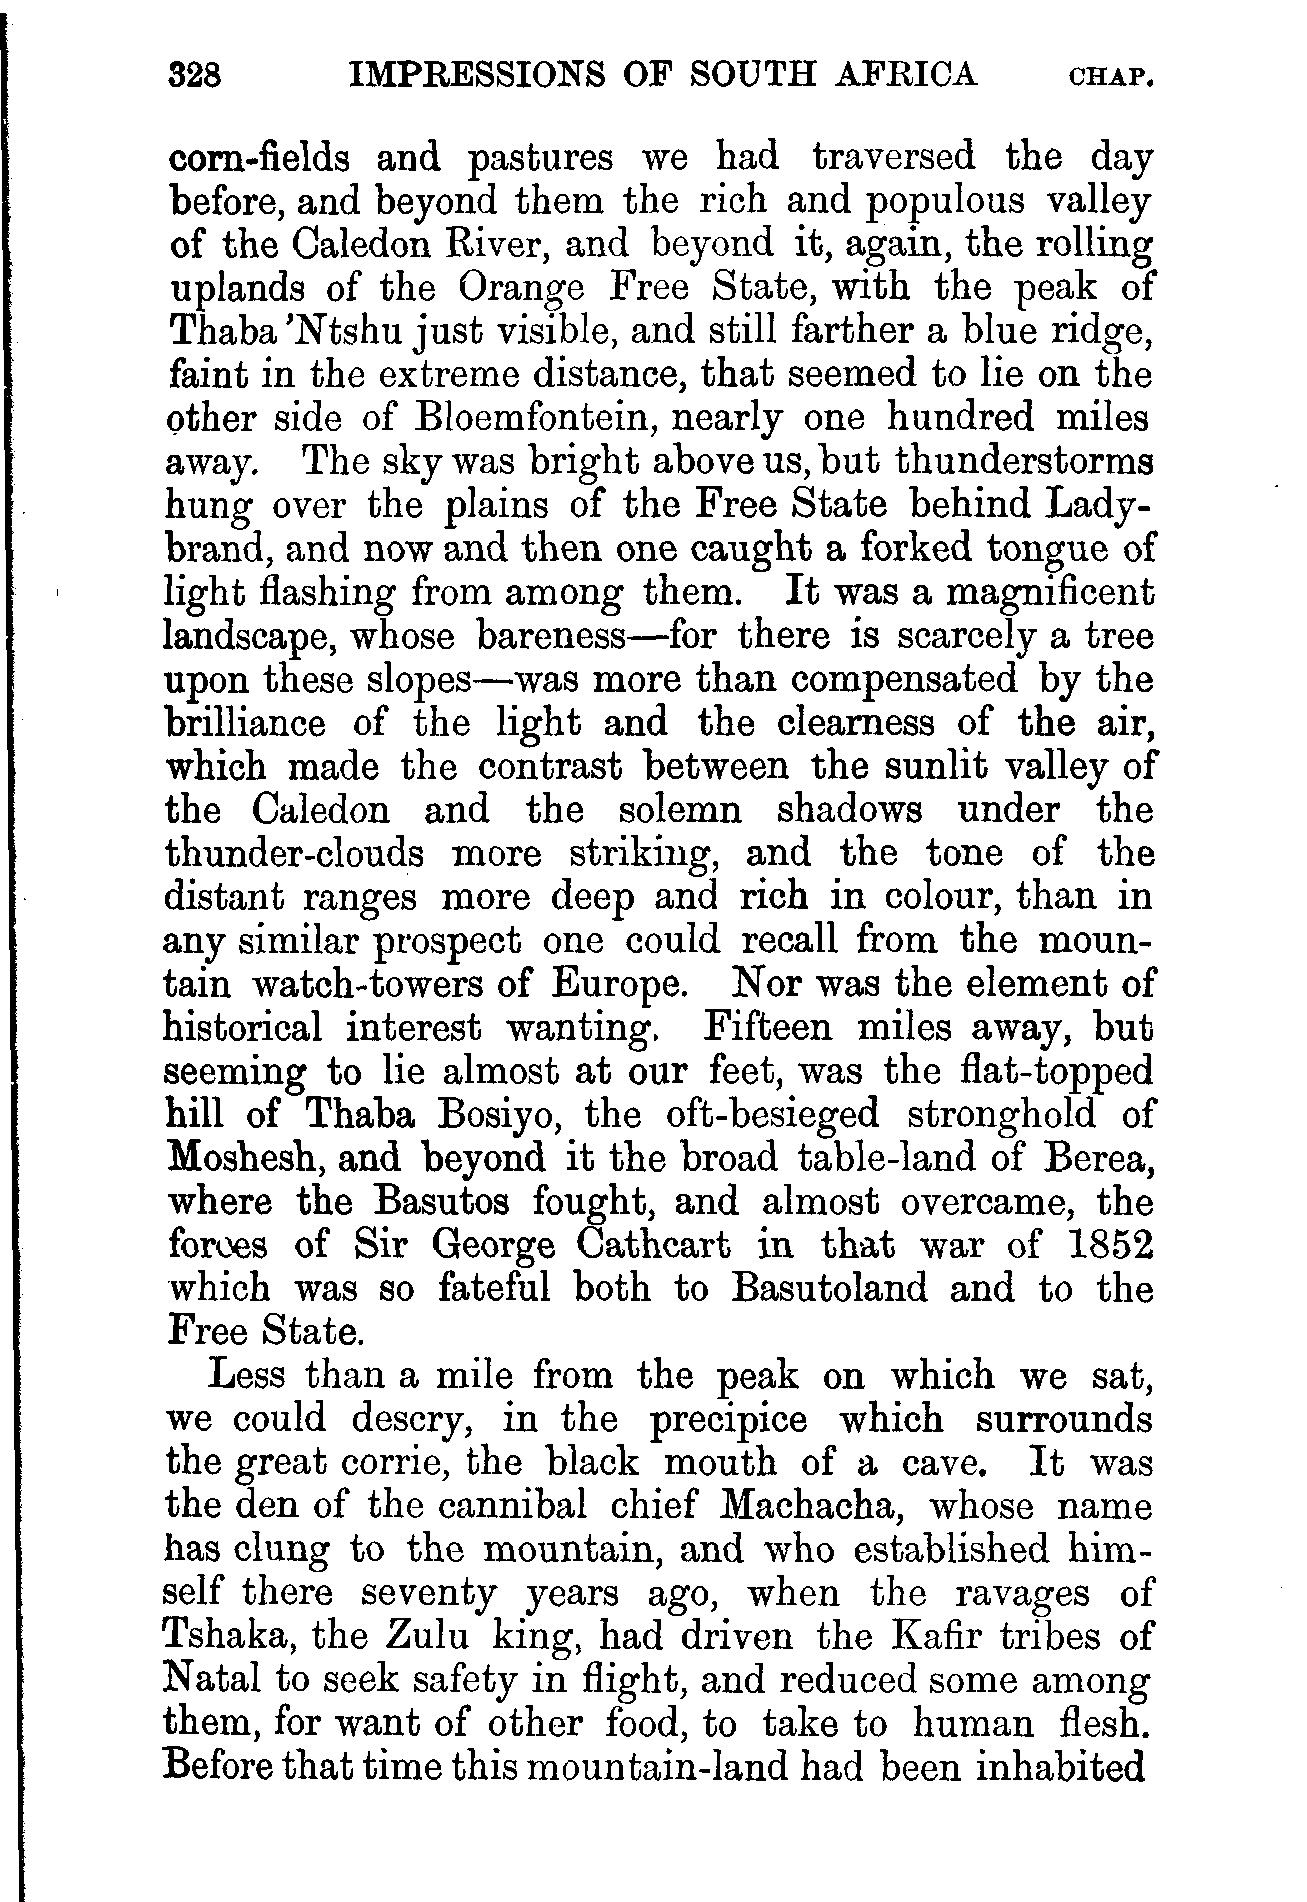 328 IMPRESSIONS OF SOUTH AFRICA CHAP.
corn-fields and pastures we had traversed the day
before, and beyond them the rich and populous valley
of the Caledon River, and beyond it, again, the rolling
uplands of the Orange Free State, with the peak of
Thaba 'Ntshu just visible, and still farther a blue ridge,
faint in the extreme distance, that seemed to lie on the
other side of Bloemfontein, nearly one hundred miles
away. The sky was bright above us, but thunderstorms
hung over the plains of the Free State behind Lady-
brand, and now and then one caught a forked tongue of
light flashing from among them. It was a magnificent
landscape, whose bareness—for there is scarcely a tree
upon these slopes—was more than compensated by the
brilliance of the light and the clearness of the air,
which made the contrast between the sunlit valley of
the Caledon and the solemn shadows under the
thunder-clouds more striking, and the tone of the
distant ranges more deep and rich in colour, than in
any similar prospect one could recall from the moun-
tain watch-towers of Europe. Nor was the element of
historical interest wanting. Fifteen miles away, but
seeming to lie almost at our feet, was the flat-topped
hill of Thaba Bosiyo, the oft-besieged stronghold of
Moshesh, and beyond it the broad table-land of Berea,
where the Basutos fought, and almost overcame, the
forces of Sir George Cathcart in that war of 1852
which was so fateful both to Basutoland and to the
Free State.
Less than a mile from the peak on which we sat,
we could descry, in the precipice which surrounds
the great corrie, the black mouth of a cave. It was
the den of the cannibal chief Machacha, whose name
has clung to the mountain, and who established him-
self there seventy years ago, when the ravages of
Tshaka, the Zulu king, had driven the Kafir tribes of
Natal to seek safety in flight, and reduced some among
them, for want of other food, to take to human flesh.
Before that time this mountain-land had been inhabited